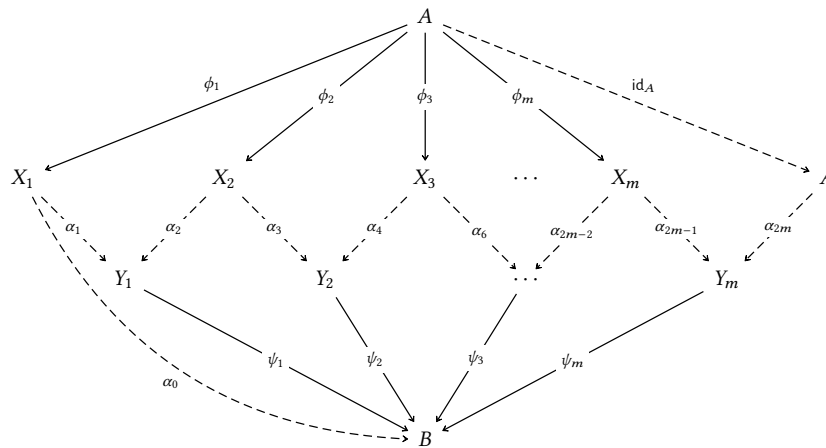 A
ϕ₁ ϕ₂ ϕ₃ ϕₘ id_A
X₁ X₂ X₃ ⋯ Xₘ
α₁ α₂ α₃ α₄ α₆ α₂ₘ₋₂ α₂ₘ₋₁ α₂ₘ
Y₁ Y₂ ⋯ Yₘ
ψ₁ ψ₂ ψ₃ ψₘ
α₀
B